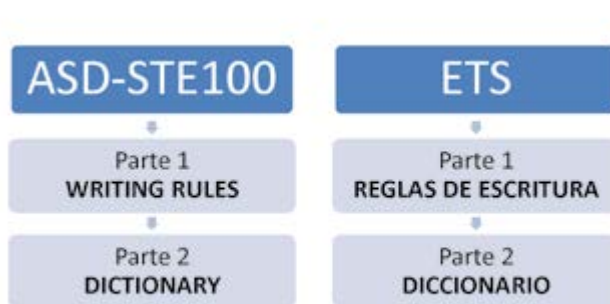 ASD-STE100
Parte 1
WRITING RULES
Parte 2
DICTIONARY
ETS
Parte 1
REGLAS DE ESCRITURA
Parte 2
DICCIONARIO